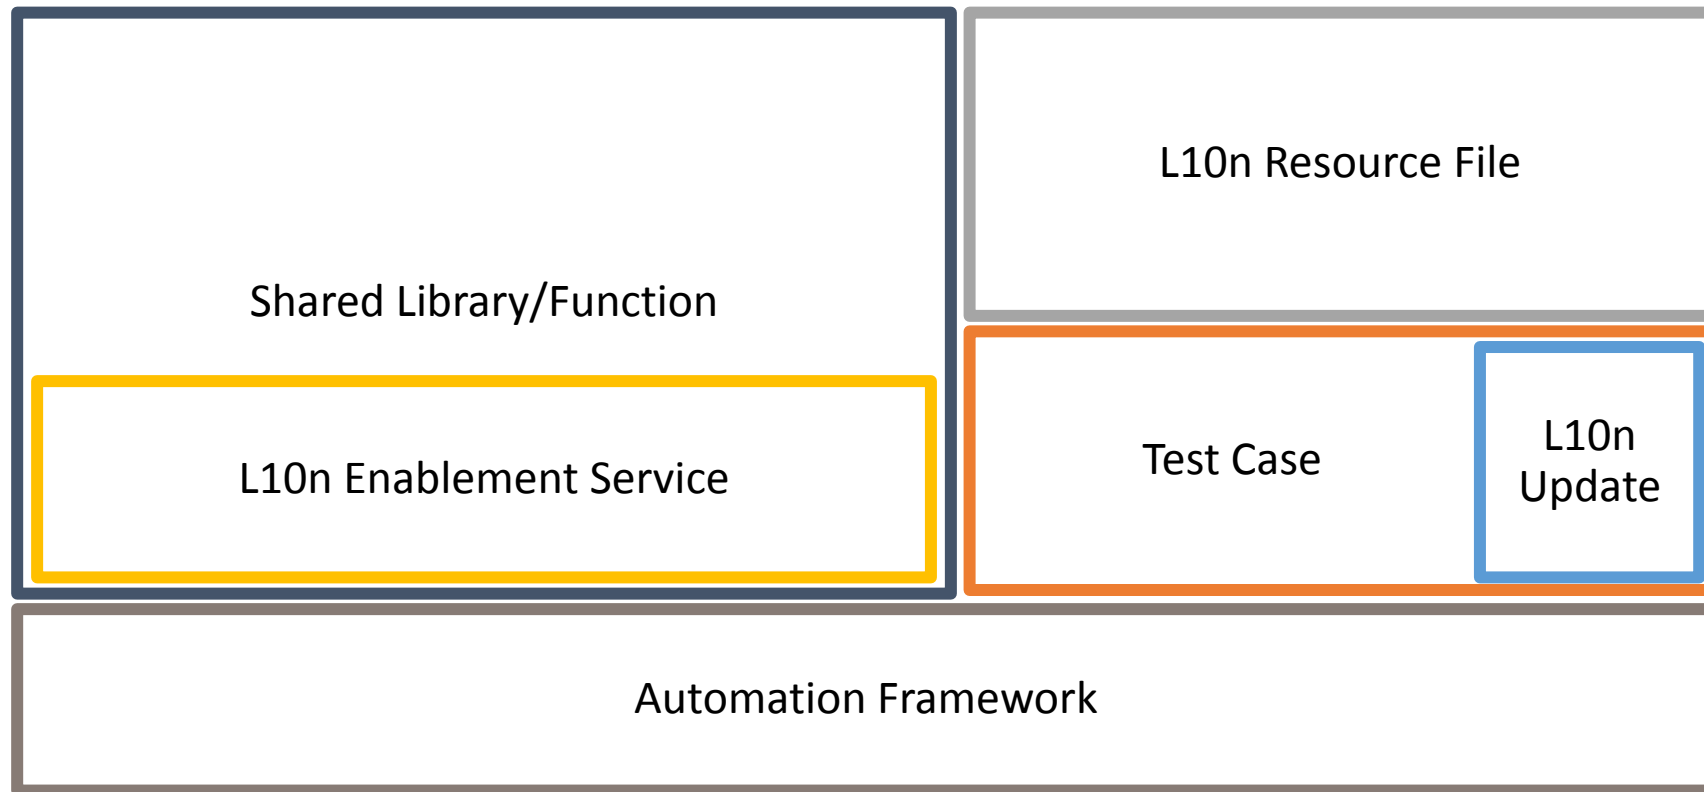 Shared Library/Function
L10n Enablement Service
L10n Resource File
Test Case
L10n
Update
Automation Framework